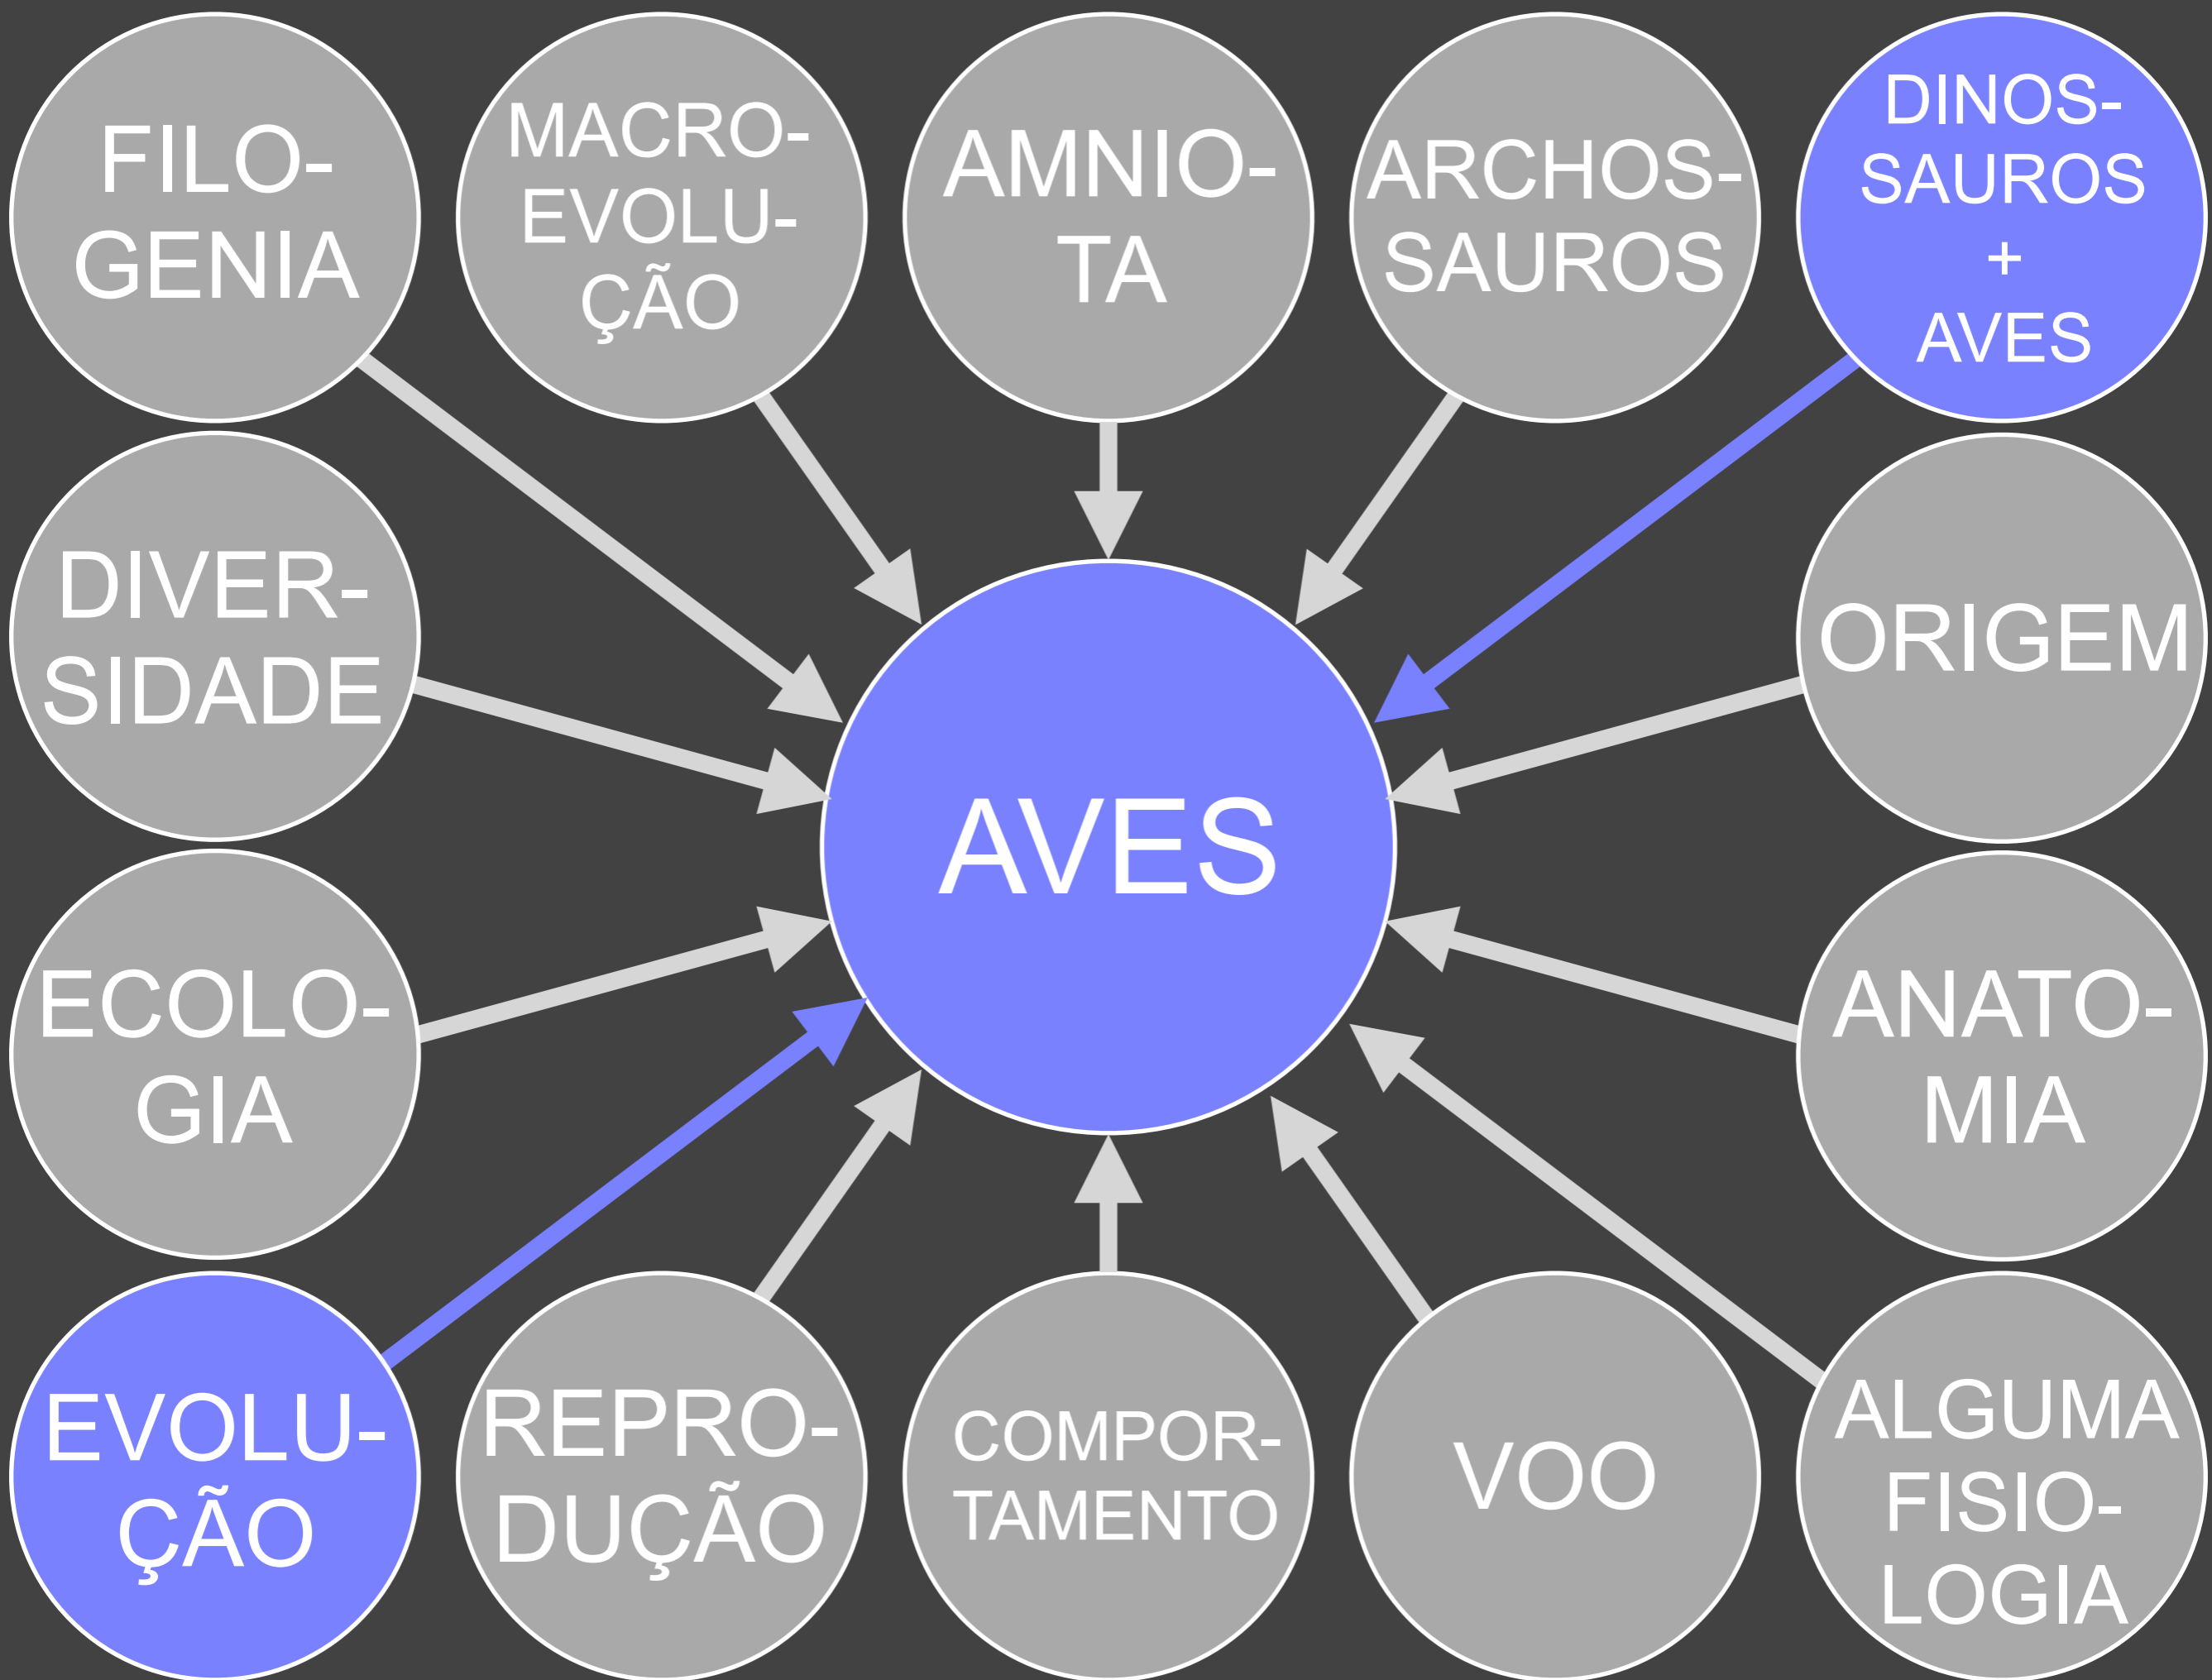 FILO-
GENIA
MACRO-
EVOLU-
ÇÃO
AMNIO-
TA
ARCHOS-
SAUROS
DINOS-
SAUROS
+
AVES
DIVER-
SIDADE
ORIGEM
AVES
ECOLO-
GIA
ANATO-
MIA
EVOLU-
ÇÃO
REPRO-
DUÇÃO
COMPOR-
TAMENTO
VOO
ALGUMA
FISIO-
LOGIA